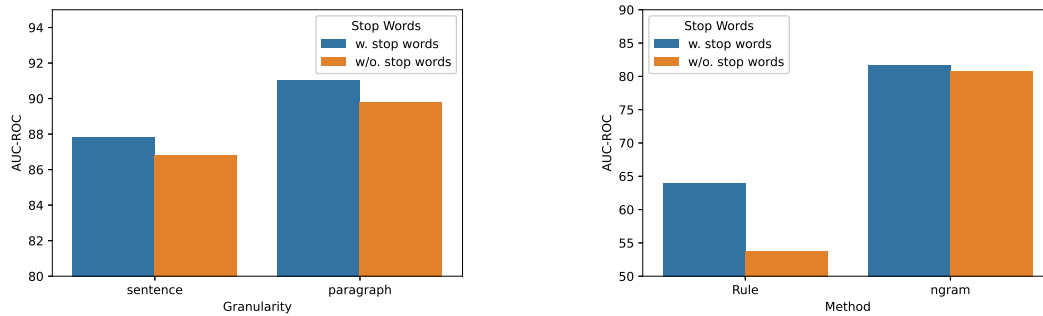 94
92
90
88
86
84
82
80
AUC-ROC
Stop Words
w. stop words
w/o. stop words
sentence
paragraph
Granularity
90
85
80
75
70
65
60
55
50
AUC-ROC
Stop Words
w. stop words
w/o. stop words
Rule
ngram
Method